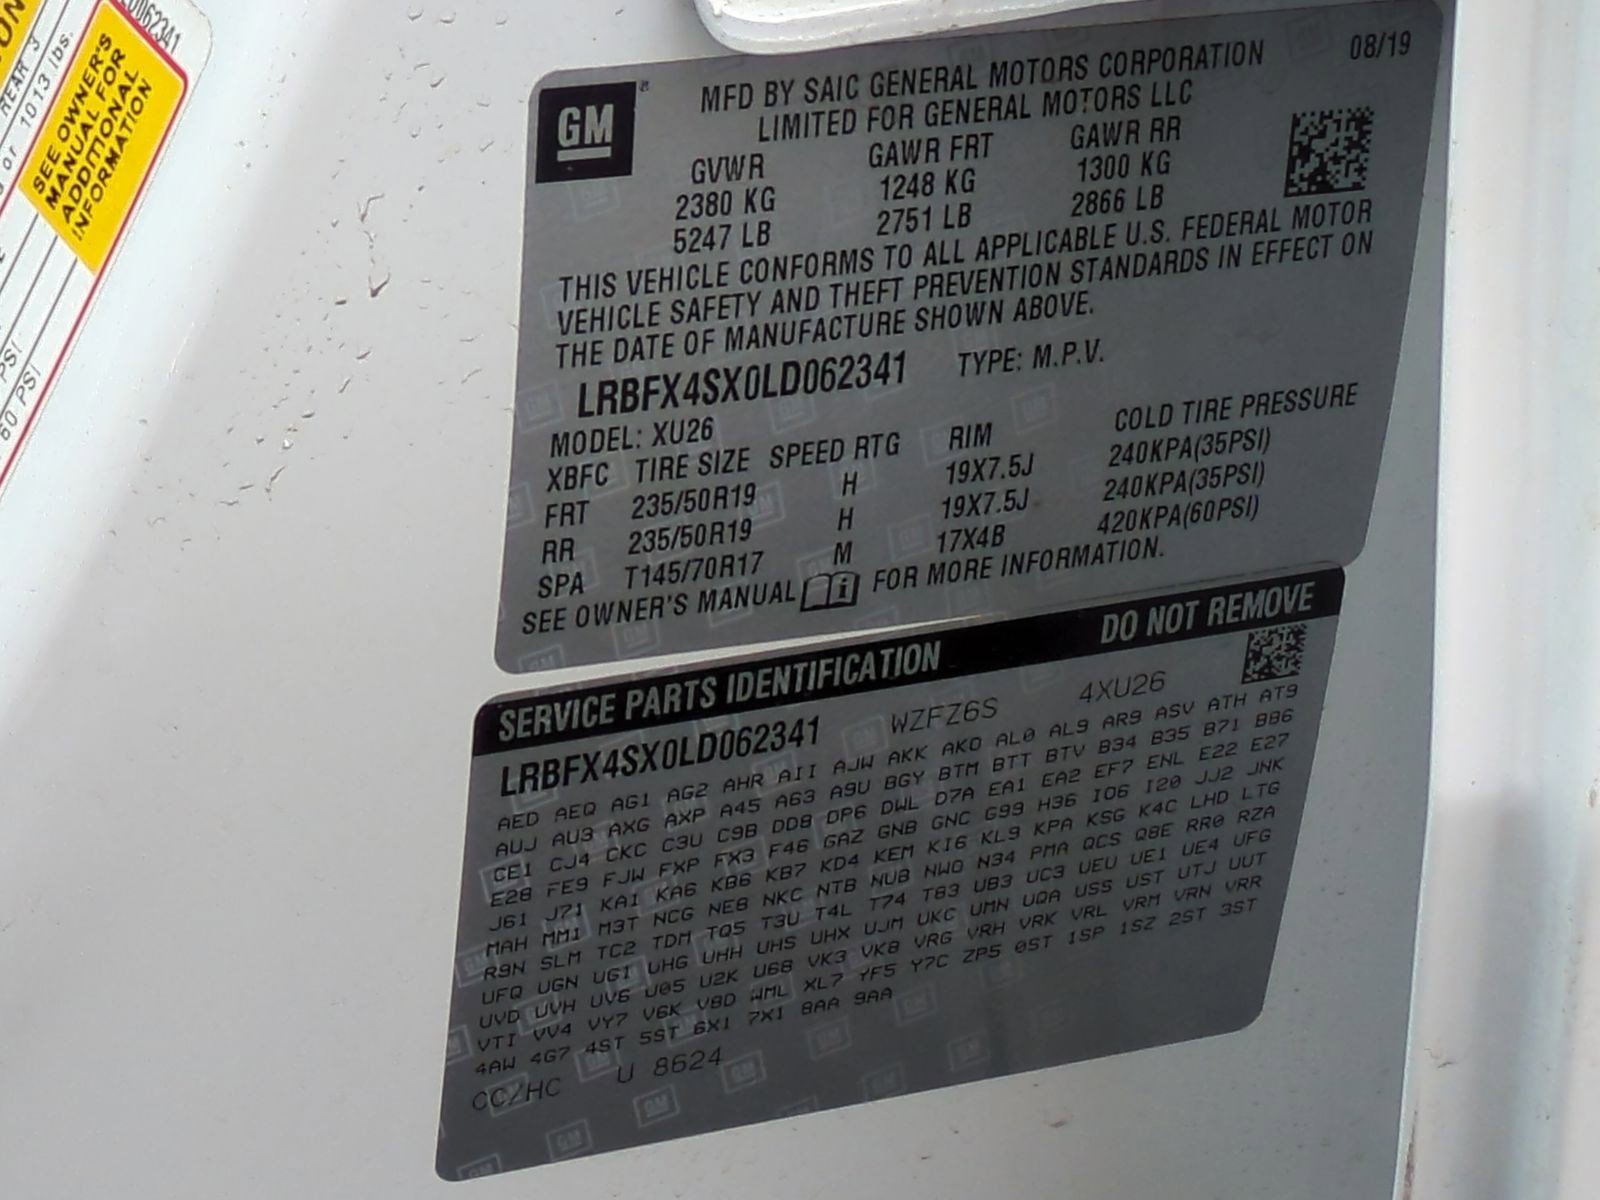 2D062341
REAR 3
or 1013 lbs.
SEE OWNER'S
MANUAL FOR
ADDITIONAL
INFORMATION
PSI
60 PSI
GM
MFD BY SAIC GENERAL MOTORS CORPORATION 08/19
LIMITED FOR GENERAL MOTORS LLC
GVWR GAWR FRT GAWR RR
2380 KG 1248 KG 1300 KG
5247 LB 2751 LB 2866 LB
THIS VEHICLE CONFORMS TO ALL APPLICABLE U.S. FEDERAL MOTOR
VEHICLE SAFETY AND THEFT PREVENTION STANDARDS IN EFFECT ON
THE DATE OF MANUFACTURE SHOWN ABOVE.
LRBFX4SX0LD062341 TYPE: M.P.V.
MODEL: XU26
XBFC TIRE SIZE SPEED RTG RIM COLD TIRE PRESSURE
FRT 235/50R19 H 19X7.5J 240KPA(35PSI)
RR 235/50R19 H 19X7.5J 240KPA(35PSI)
SPA T145/70R17 M 17X4B 420KPA(60PSI)
SEE OWNER'S MANUAL FOR MORE INFORMATION.
SERVICE PARTS IDENTIFICATION DO NOT REMOVE
LRBFX4SX0LD062341 WZFZ6S 4XU26
AED AEQ AG1 AG2 AHR AII AJW AKK AKO AL0 AL9 AR9 ASV ATH AT9
AUJ AU3 AXG AXP A45 A63 A9U BGY BTM BTT BTV B34 B35 B71 BB6
CE1 CJ4 CKC C3U C9B DD8 DP6 DWL D7A EA1 EA2 EF7 ENL E22 E27
E28 FE9 FJW FXP FX3 F46 GAZ GNB GNC G99 H36 IO6 I20 JJ2 JNK
J61 J71 KA1 KA6 KB6 KB7 KD4 KEM KI6 KL9 KPA KSG K4C LHD LTG
MAH MM1 M3T NCG NE8 NKC NTB NUB NWO N34 PMA QCS Q8E RR0 RZA
R9N SLM TC2 TDM TQ5 T3U T4L T74 T83 UB3 UC3 UEU UE1 UE4 UFG
UFQ UGN UG1 UHG UHH UHS UHX UJM UKC UMN UQA USS UST UTJ UUT
UVD UVH UV6 U05 U2K U68 VK3 VK8 VRG VRH VRK VRL VRM VRN VRR
VTI VV4 VY7 V6K V8D WML XL7 YF5 Y7C ZP5 0ST 1SP 1SZ 2ST 3ST
4AW 4G7 4ST 5ST 6X1 7X1 8AA 9AA
CC/HC U 8624